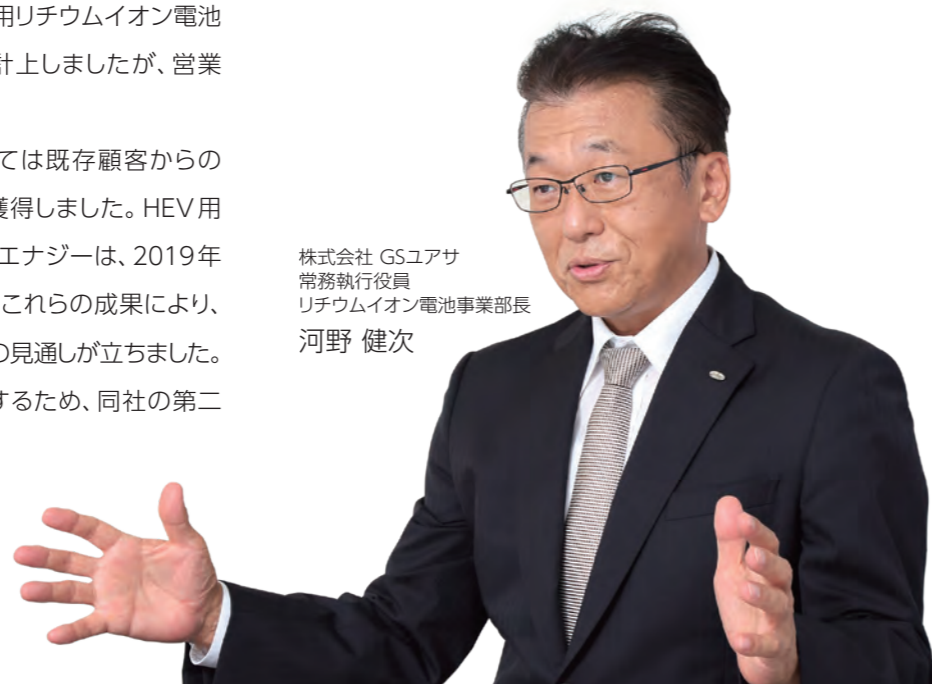 用リチウムイオン電池
計上しましたが、営業
ては既存顧客からの
獲得しました。HEV用
エナジーは、2019年
これらの成果により、
の見通しが立ちました。
するため、同社の第二
株式会社 GSユアサ
常務執行役員
リチウムイオン電池事業部長
河野 健次